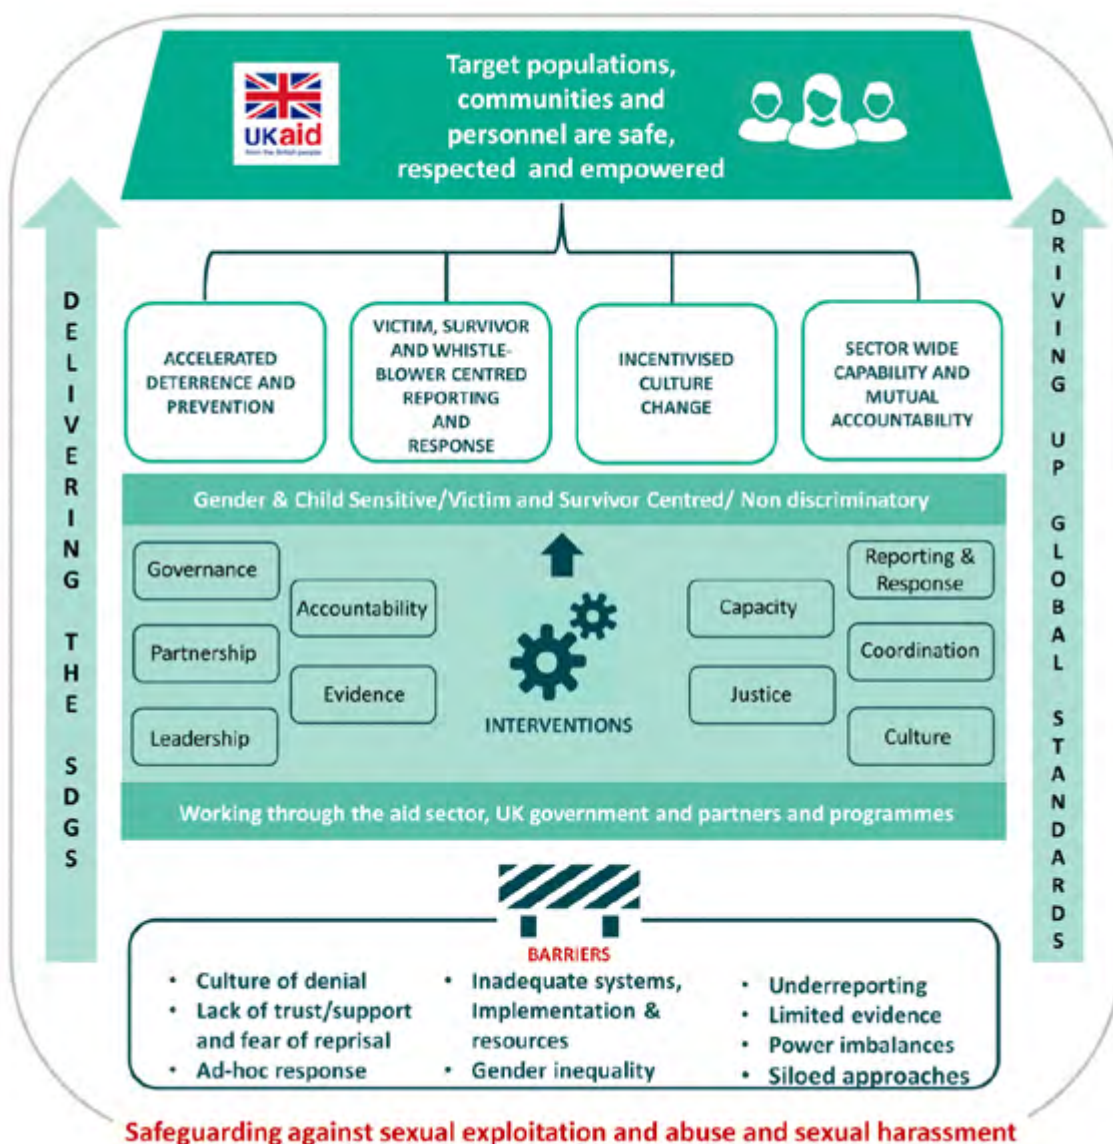 Target populations,
communities and
personnel are safe,
respected and empowered
UKaid
from the British people
DELIVERING THE SDGS
DRIVING UP GLOBAL STANDARDS
ACCELERATED
DETERRENCE AND
PREVENTION
VICTIM, SURVIVOR
AND WHISTLE-
BLOWER CENTRED
REPORTING
AND
RESPONSE
INCENTIVISED
CULTURE
CHANGE
SECTOR WIDE
CAPABILITY AND
MUTUAL
ACCOUNTABILITY
Gender & Child Sensitive/Victim and Survivor Centred/ Non discriminatory
Governance
Partnership
Leadership
Accountability
Evidence
INTERVENTIONS
Capacity
Justice
Reporting &
Response
Coordination
Culture
Working through the aid sector, UK government and partners and programmes
BARRIERS
• Culture of denial
• Lack of trust/support
and fear of reprisal
• Ad-hoc response
• Inadequate systems,
Implementation &
resources
• Gender inequality
• Underreporting
• Limited evidence
• Power imbalances
• Siloed approaches
Safeguarding against sexual exploitation and abuse and sexual harassment